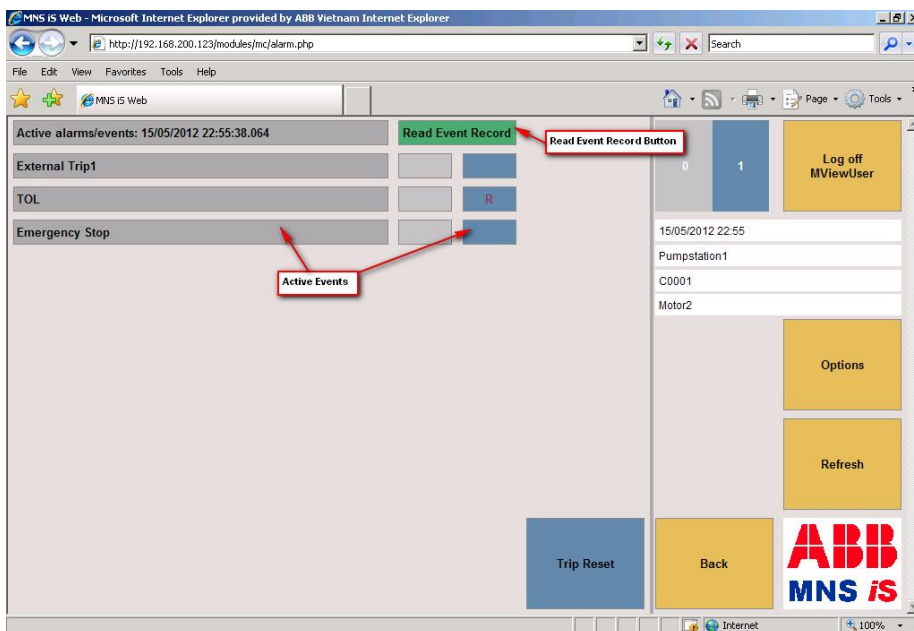 MNS iS Web - Microsoft Internet Explorer provided by ABB Vietnam Internet Explorer
http://192.168.200.123/modules/mc/alarm.php
Search
File Edit View Favorites Tools Help
MNS iS Web
Page Tools
Active alarms/events: 15/05/2012 22:55:38.064
Read Event Record
Read Event Record Button
0
1
Log off
MViewUser
External Trip1
TOL
R
Emergency Stop
Active Events
15/05/2012 22:55
Pumpstation1
C0001
Motor2
Options
Refresh
Trip Reset
Back
ABB
MNS iS
Internet
100%